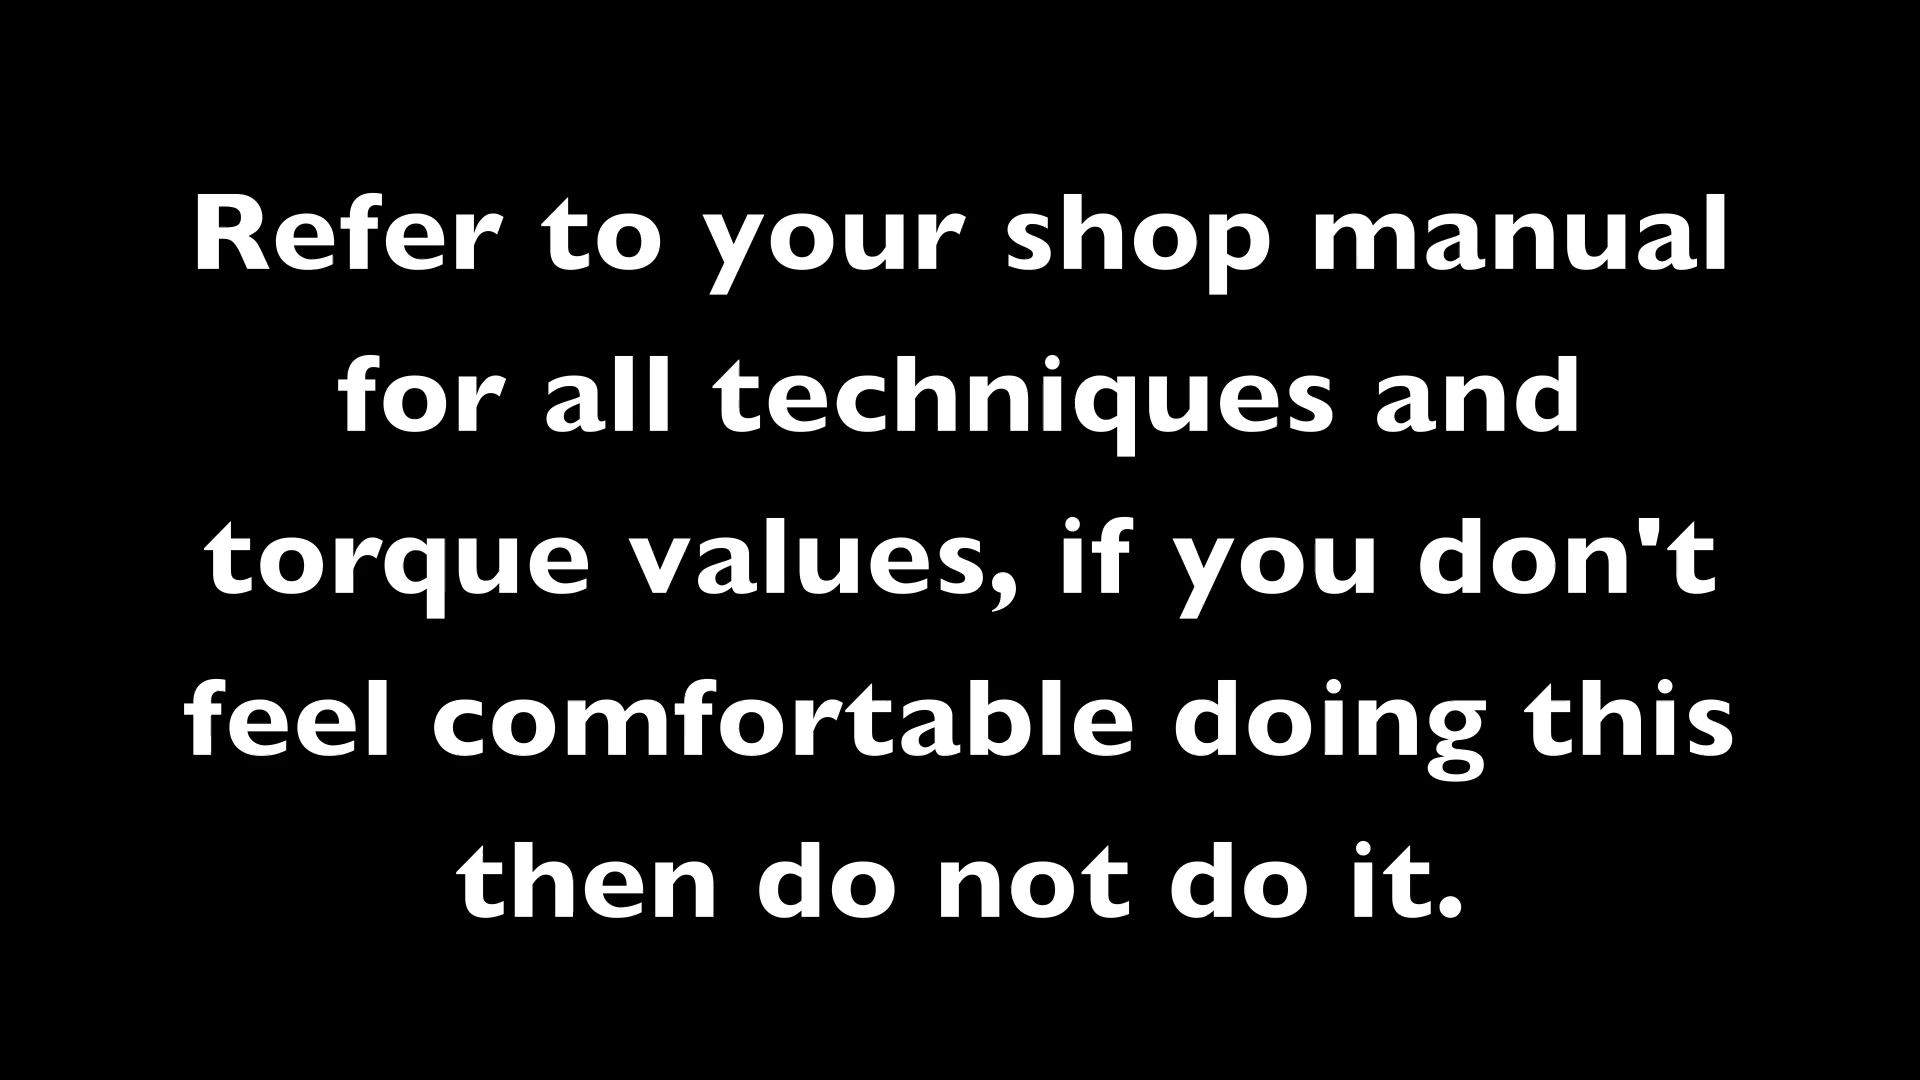 Refer to your shop manual
for all techniques and
torque values, if you don't
feel comfortable doing this
then do not do it.